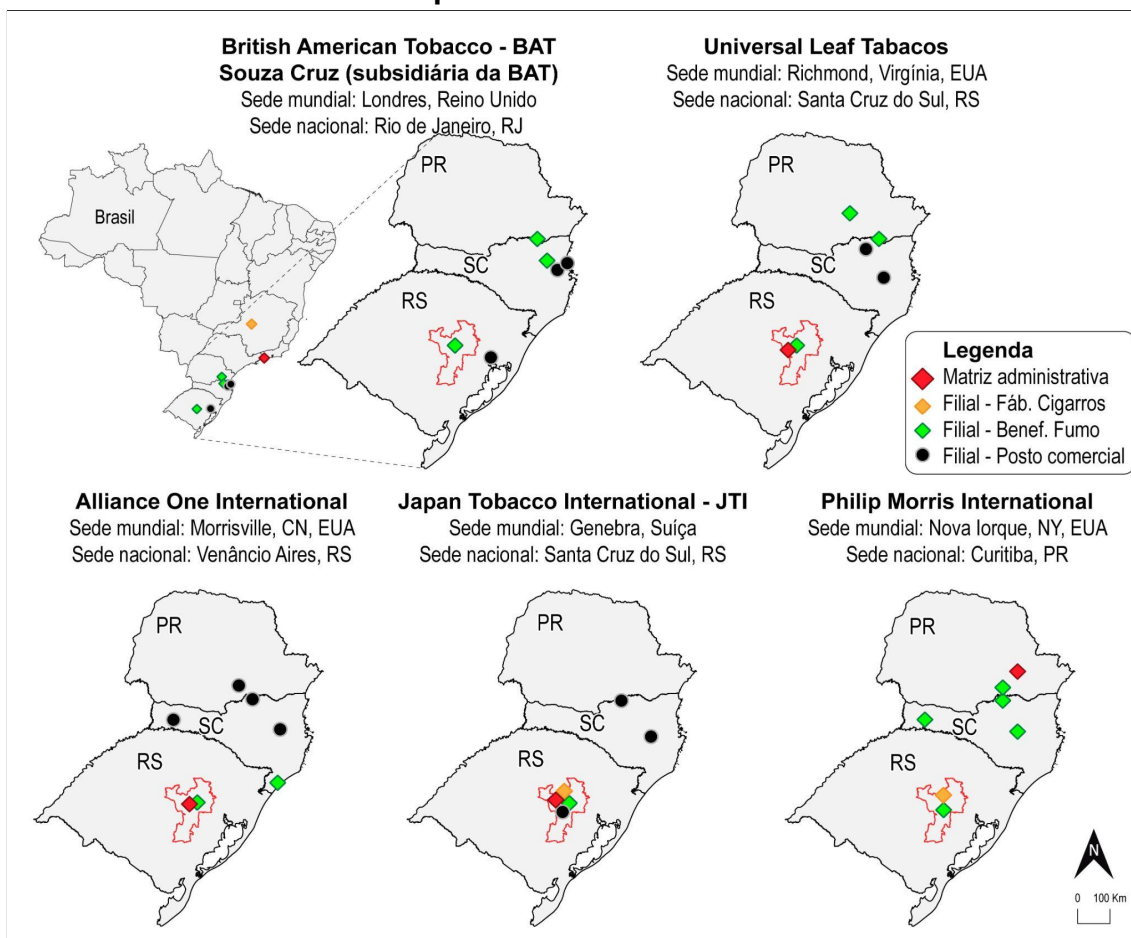 British American Tobacco - BAT
Souza Cruz (subsidiária da BAT)
Sede mundial: Londres, Reino Unido
Sede nacional: Rio de Janeiro, RJ
Universal Leaf Tabacos
Sede mundial: Richmond, Virgínia, EUA
Sede nacional: Santa Cruz do Sul, RS
Brasil
PR
SC
RS
PR
SC
RS
Legenda
Matriz administrativa
Filial - Fáb. Cigarros
Filial - Benef. Fumo
Filial - Posto comercial
Alliance One International
Sede mundial: Morrisville, CN, EUA
Sede nacional: Venâncio Aires, RS
Japan Tobacco International - JTI
Sede mundial: Genebra, Suíça
Sede nacional: Santa Cruz do Sul, RS
Philip Morris International
Sede mundial: Nova Iorque, NY, EUA
Sede nacional: Curitiba, PR
PR
SC
RS
PR
SC
RS
PR
SC
RS
N
0 100 Km